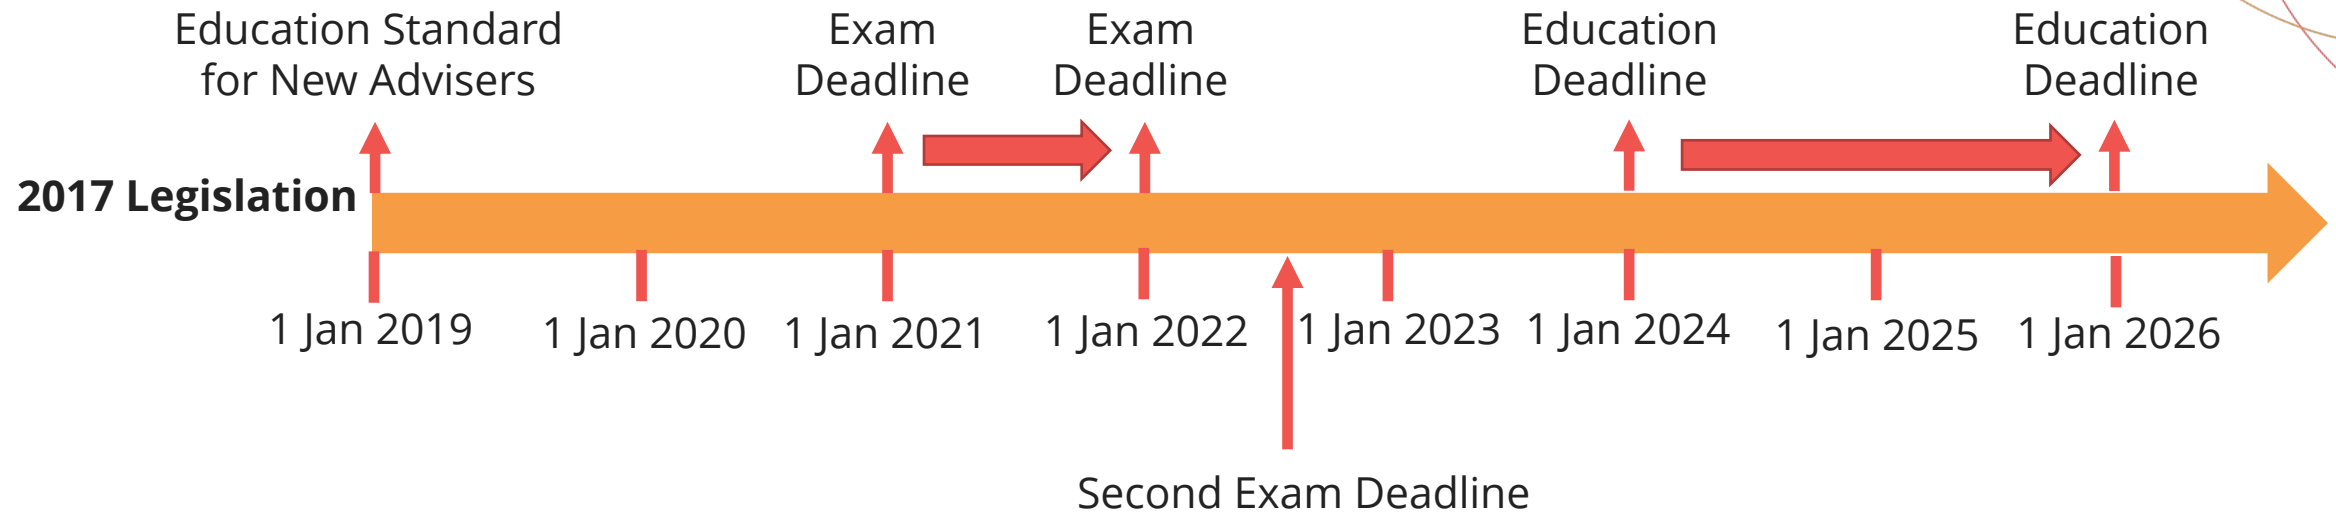 Education Standard
for New Advisers
Exam
Deadline
Exam
Deadline
Education
Deadline
Education
Deadline
2017 Legislation
1 Jan 2019
1 Jan 2020
1 Jan 2021
1 Jan 2022
1 Jan 2023
1 Jan 2024
1 Jan 2025
1 Jan 2026
Second Exam Deadline